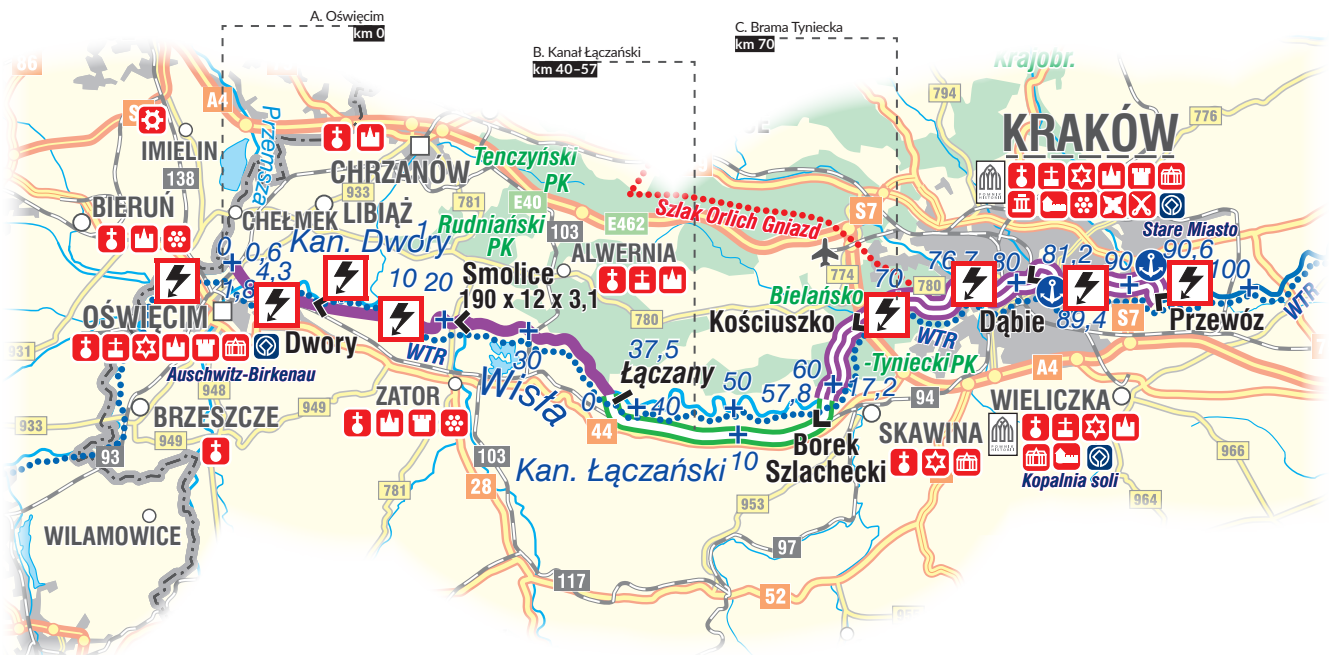 A. Oświęcim
km 0
B. Kanał Łączański
km 40–57
C. Brama Tyniecka
km 70
Krajobr.
86
A4
S7
794
776
KRAKÓW
IMIELIN
138
Przemsza
CHRZANÓW
933
Tenczyński
PK
E40
E462
781
Rudniański
PK
103
Szlak Orlich Gniazd
BIERUŃ
CHEŁMEK
LIBIĄŻ
Kan. Dwory
1
ALWERNIA
774
Stare Miasto
0
0,6
4,3
1,8
10
20
Smolice
190 x 12 x 3,1
70
76,7
80
81,2
90
90,6
100
780
Bielańsko
-Tyniecki PK
OŚWIĘCIM
Dwory
WTR
Kościuszko
WTR
Dąbie
89,4
S7
Przewóz
WTR
931
Auschwitz-Birkenau
948
949
30
Wisła
37,5
Łączany
780
50
57,8
60
17,2
A4
94
WIELICZKA
BRZESZCZE
933
949
93
ZATOR
0
40
44
Kan. Łączański
10
Borek
Szlachecki
SKAWINA
Kopalnia soli
966
964
103
28
781
953
97
WILAMOWICE
117
52